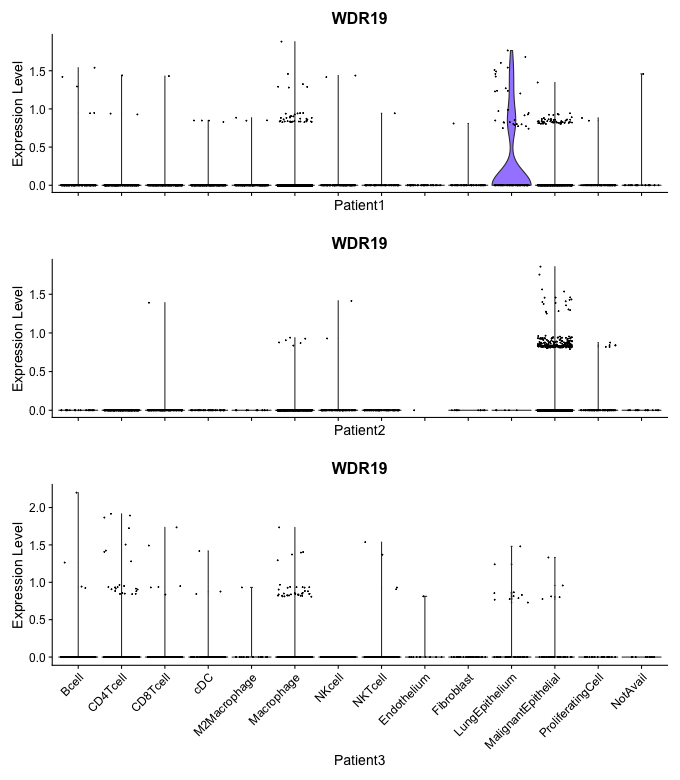 WDR19
Expression Level
1.5
1.0
0.5
0.0
Patient1
WDR19
Expression Level
1.5
1.0
0.5
0.0
Patient2
WDR19
Expression Level
2.0
1.5
1.0
0.5
0.0
Bcell
CD4Tcell
CD8Tcell
cDC
M2Macrophage
Macrophage
NKcell
NKTcell
Endothelium
Fibroblast
LungEpithelium
MalignantEpithelial
ProliferatingCell
NotAvail
Patient3